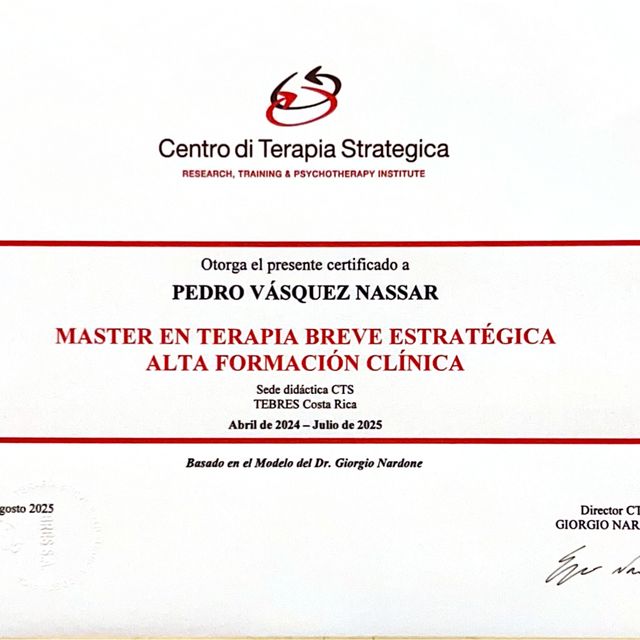 Centro di Terapia Strategica
RESEARCH, TRAINING & PSYCHOTHERAPY INSTITUTE
Otorga el presente certificado a
PEDRO VÁSQUEZ NASSAR
MASTER EN TERAPIA BREVE ESTRATÉGICA
ALTA FORMACIÓN CLÍNICA
Sede didáctica CTS
TEBRES Costa Rica
Abril de 2024 – Julio de 2025
Basado en el Modelo del Dr. Giorgio Nardone
gosto 2025
Director CT
GIORGIO NAR